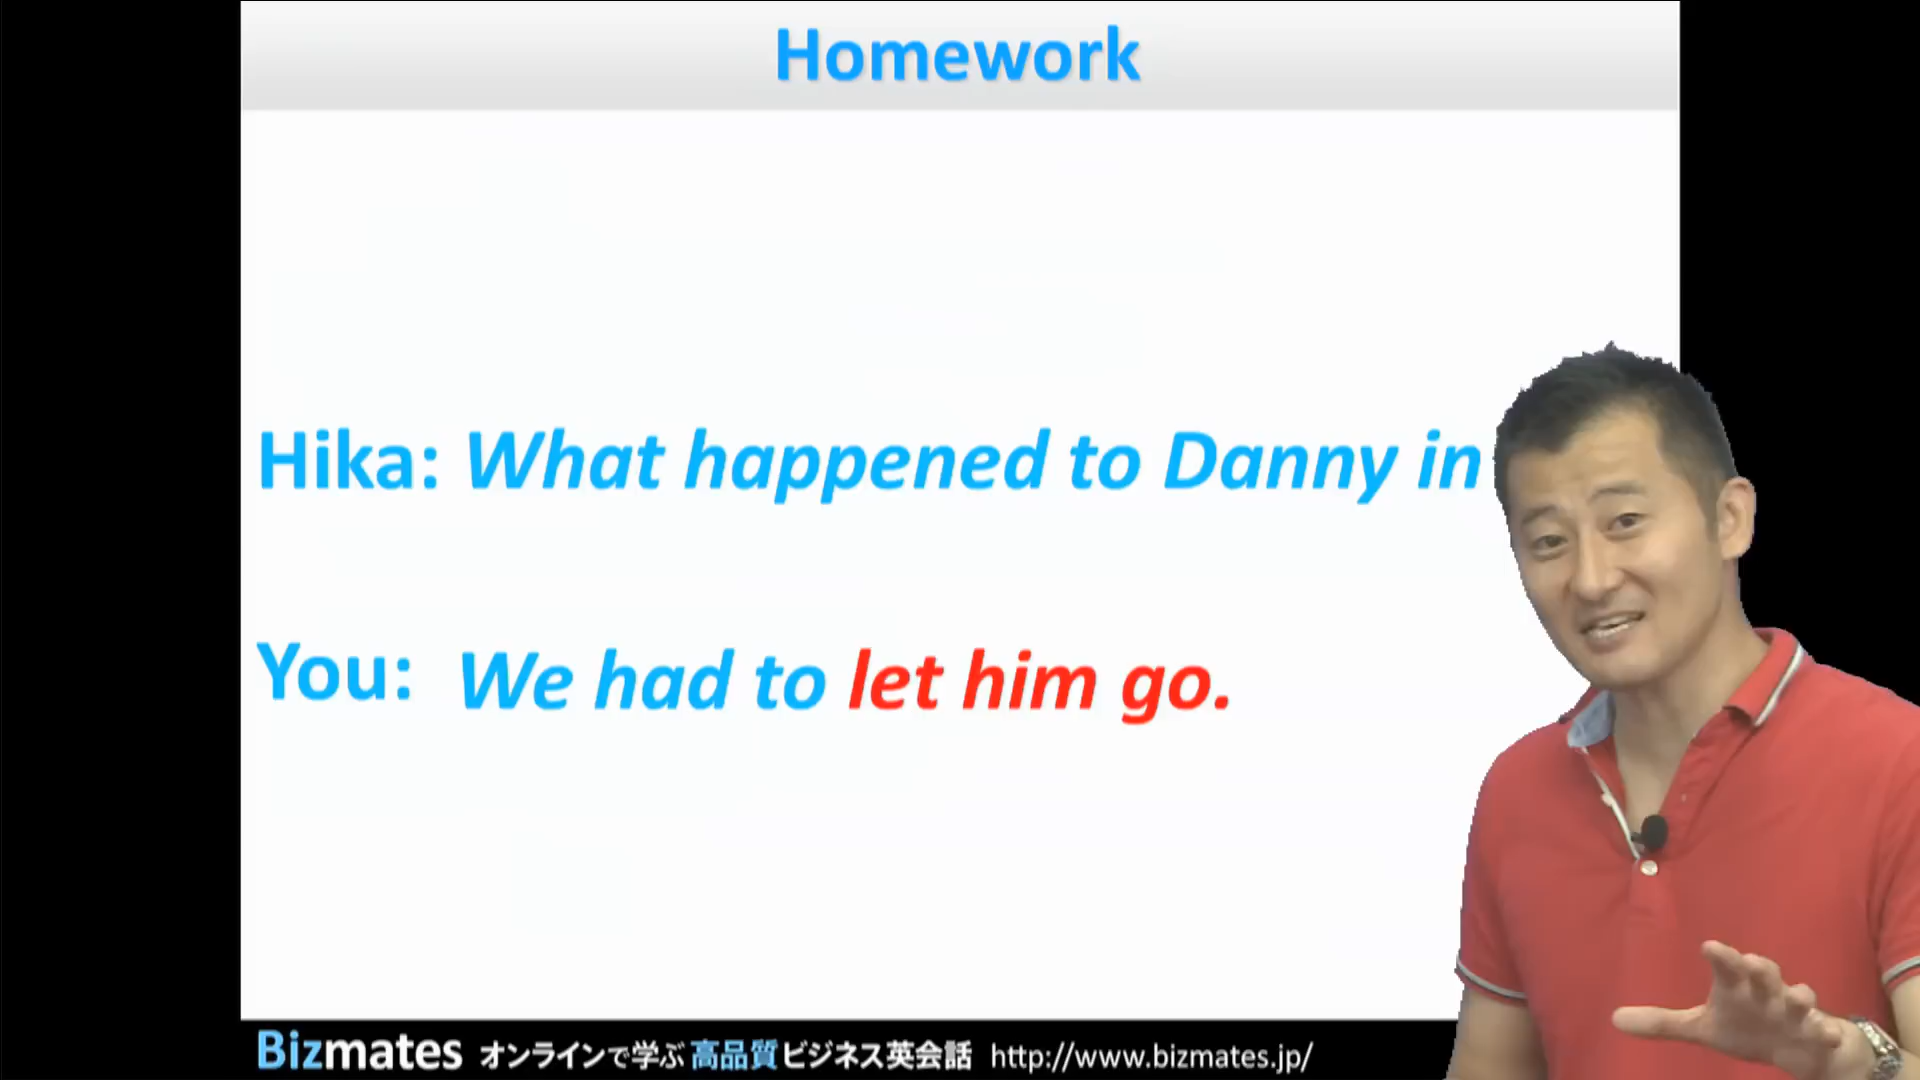 Homework
Hika: What happened to Danny in
You: We had to let him go.
Bizmates オンラインで学ぶ 高品質ビジネス英会話 http://www.bizmates.jp/